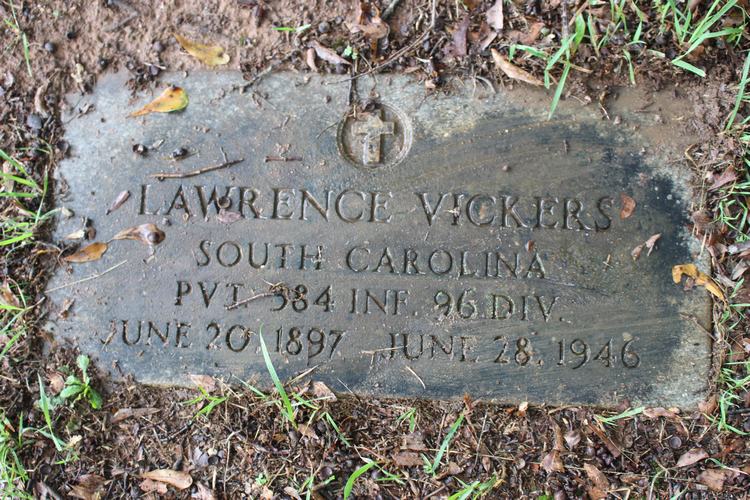 LAWRENCE VICKERS
SOUTH CAROLINA
PVT. 384 INF. 96 DIV.
JUNE 20 1897 JUNE 28. 1946